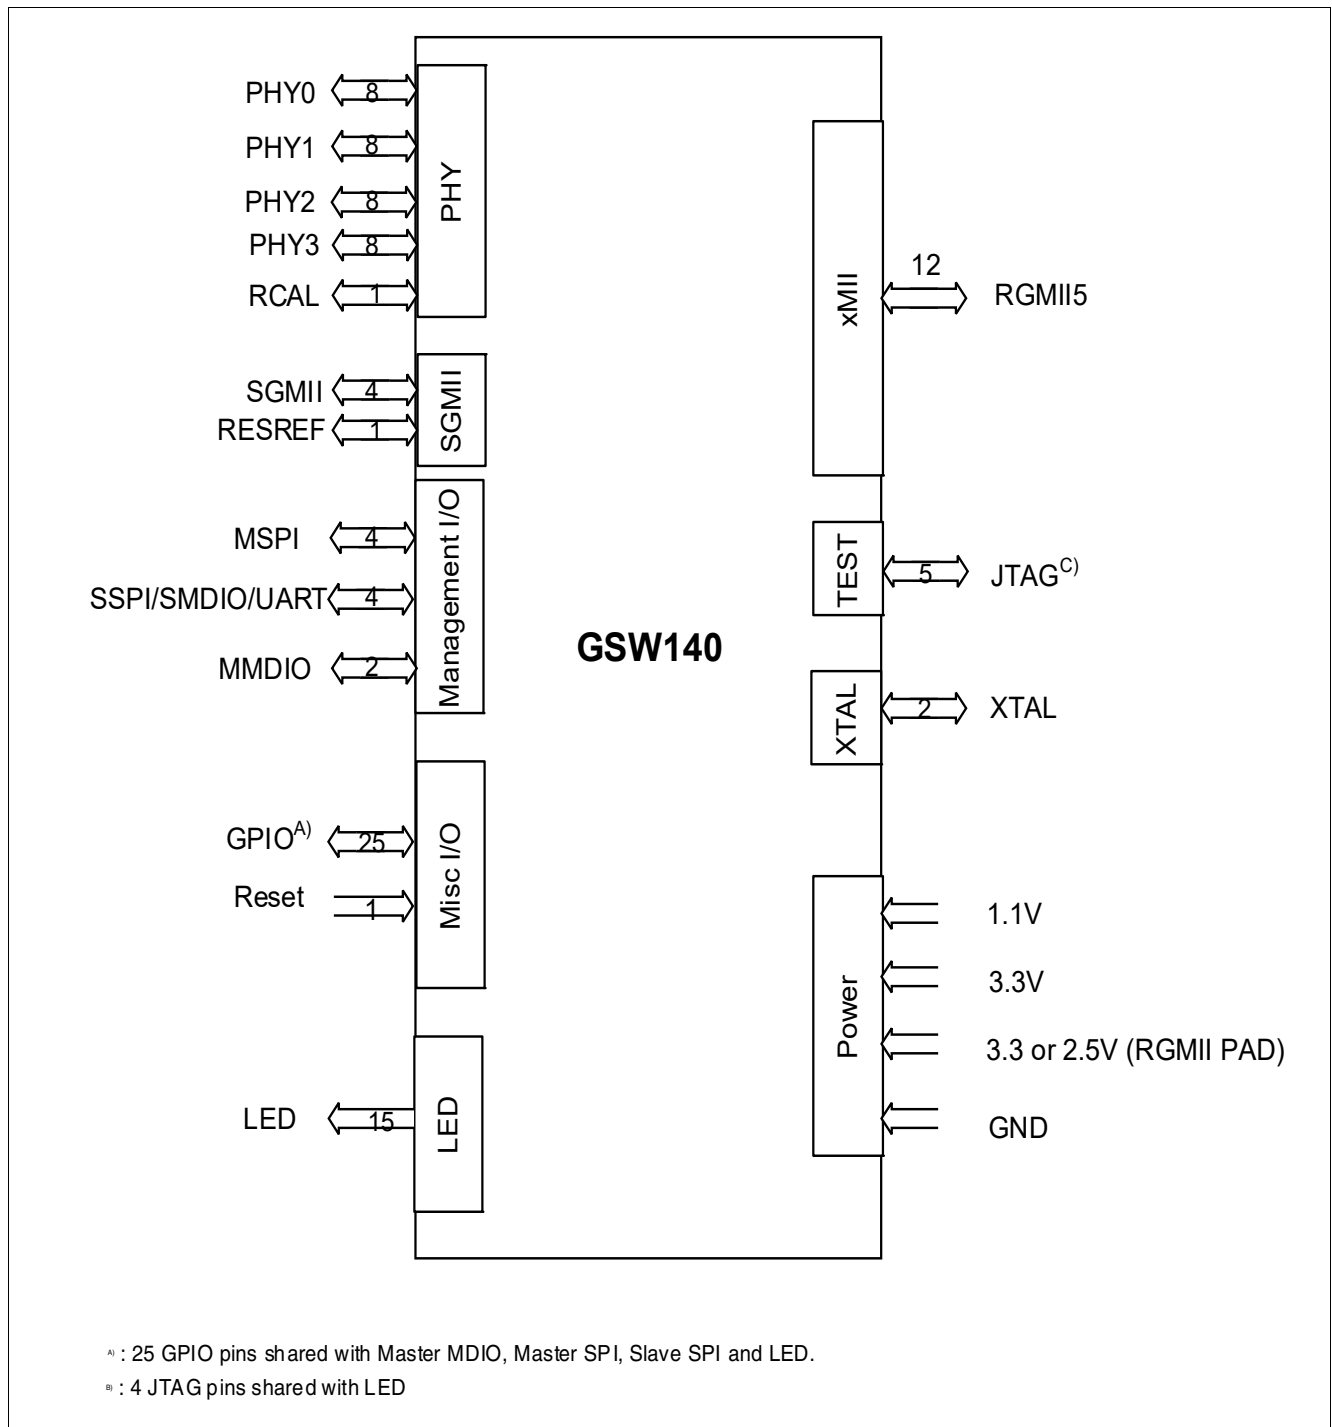 PHY0 8
PHY1 8
PHY2 8
PHY3 8
RCAL 1
PHY
SGMII 4
RESREF 1
SGMII
MSPI 4
SSPI/SMDIO/UART 4
MMDIO 2
Management I/O
GPIO A) 25
Reset 1
Misc I/O
LED 15
LED
GSW140
xMII
12
RGMII5
TEST
5 JTAG C)
XTAL
2 XTAL
Power
1.1V
3.3V
3.3 or 2.5V (RGMII PAD)
GND
A) : 25 GPIO pins shared with Master MDIO, Master SPI, Slave SPI and LED.
B) : 4 JTAG pins shared with LED